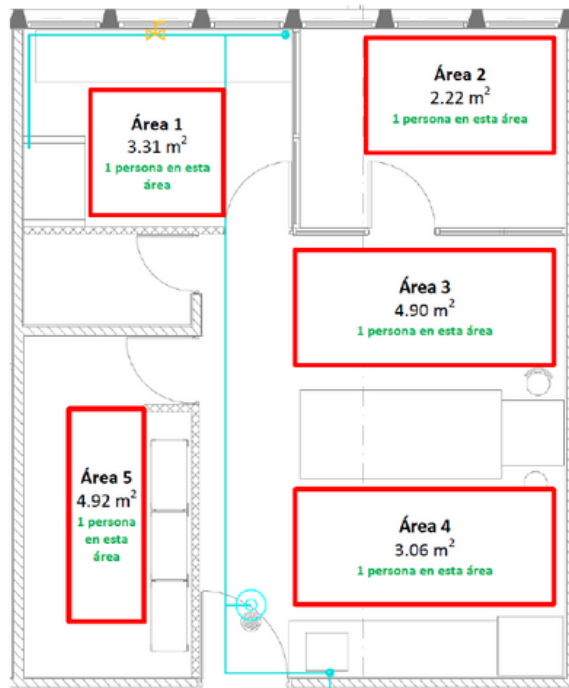 Área 1
3.31 m²
1 persona en esta
área
Área 2
2.22 m²
1 persona en esta área
Área 3
4.90 m²
1 persona en esta área
Área 5
4.92 m²
1 persona
en esta
área
Área 4
3.06 m²
1 persona en esta área